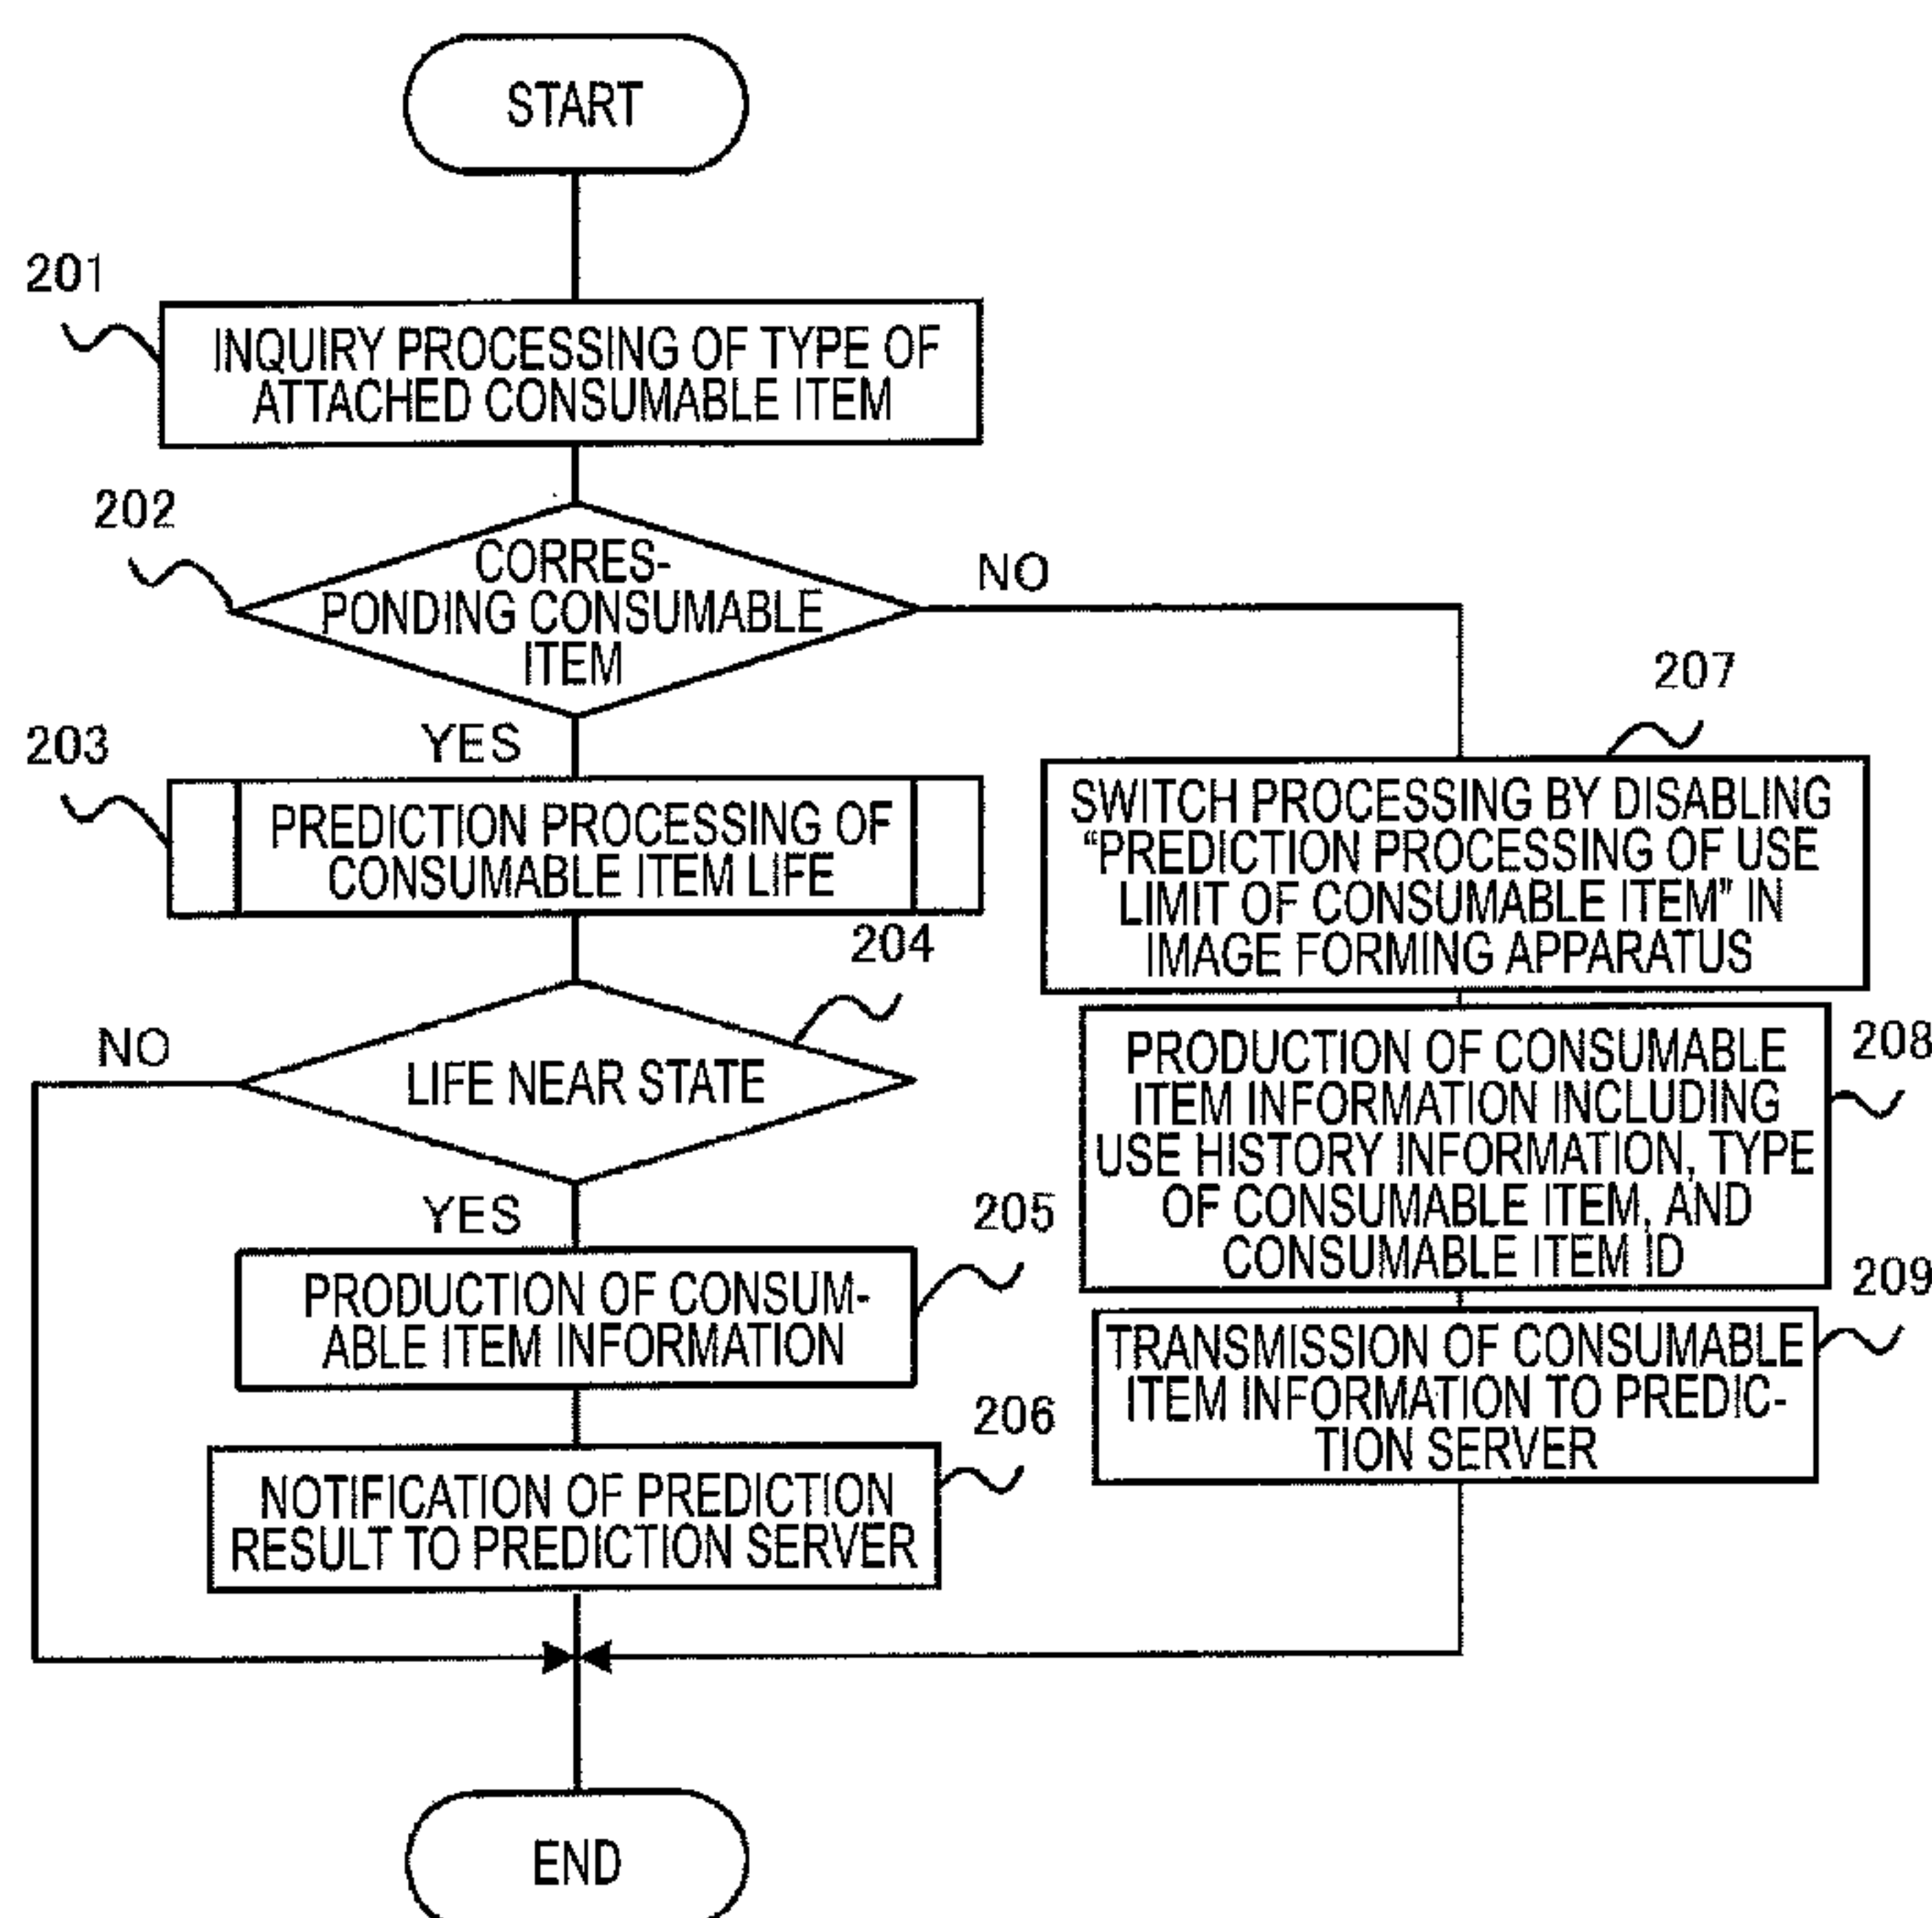 START
201
INQUIRY PROCESSING OF TYPE OF
ATTACHED CONSUMABLE ITEM
202
CORRES-
PONDING CONSUMABLE
ITEM
NO
YES
203
PREDICTION PROCESSING OF
CONSUMABLE ITEM LIFE
204
LIFE NEAR STATE
NO
YES
205
PRODUCTION OF CONSUM-
ABLE ITEM INFORMATION
206
NOTIFICATION OF PREDICTION
RESULT TO PREDICTION SERVER
207
SWITCH PROCESSING BY DISABLING
“PREDICTION PROCESSING OF USE
LIMIT OF CONSUMABLE ITEM” IN
IMAGE FORMING APPARATUS
208
PRODUCTION OF CONSUMABLE
ITEM INFORMATION INCLUDING
USE HISTORY INFORMATION, TYPE
OF CONSUMABLE ITEM, AND
CONSUMABLE ITEM ID
209
TRANSMISSION OF CONSUMABLE
ITEM INFORMATION TO PREDIC-
TION SERVER
END